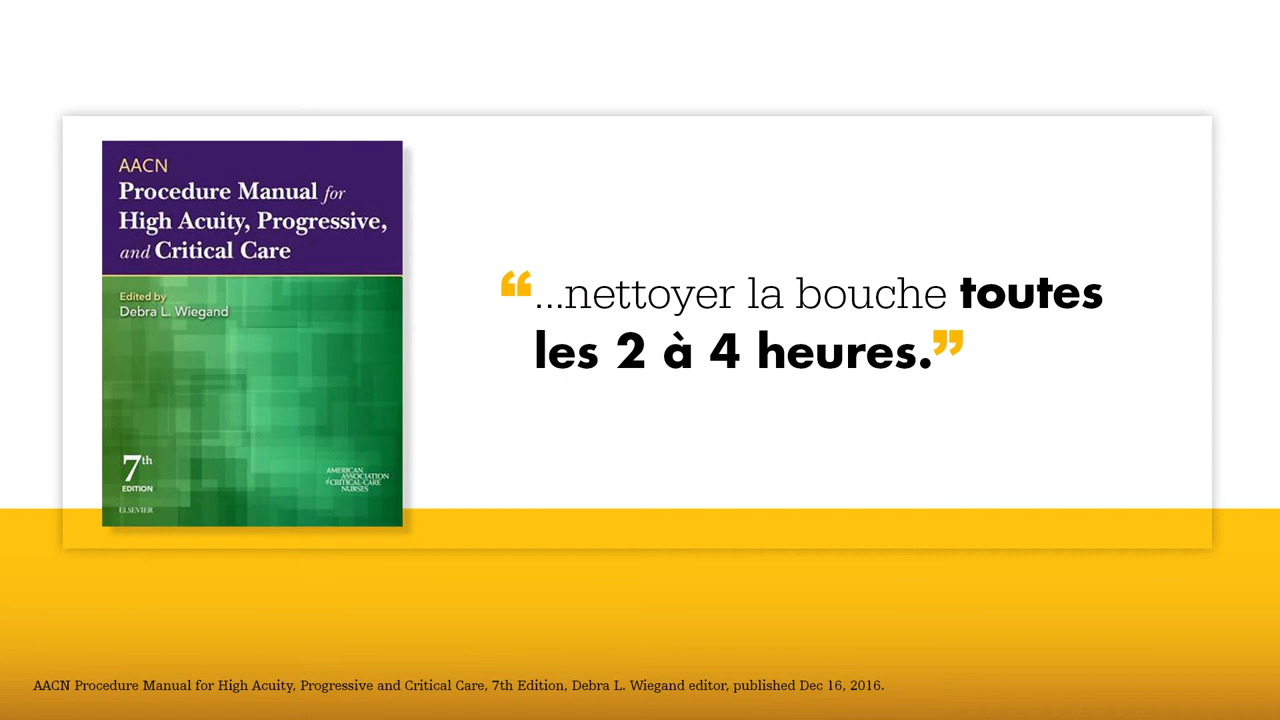 AACN
Procedure Manual for
High Acuity, Progressive,
and Critical Care
Edited by
Debra L. Wiegand
7th
EDITION
AMERICAN
ASSOCIATION
of CRITICAL-CARE
NURSES
ELSEVIER
“...nettoyer la bouche toutes
les 2 à 4 heures.”
AACN Procedure Manual for High Acuity, Progressive and Critical Care, 7th Edition, Debra L. Wiegand editor, published Dec 16, 2016.